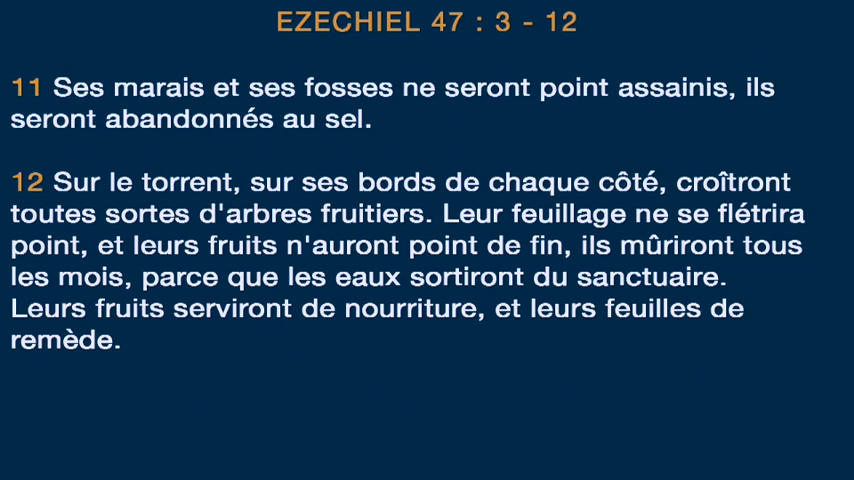 EZECHIEL 47 : 3 - 12
11 Ses marais et ses fosses ne seront point assainis, ils
seront abandonnés au sel.
12 Sur le torrent, sur ses bords de chaque côté, croîtront
toutes sortes d'arbres fruitiers. Leur feuillage ne se flétrira
point, et leurs fruits n'auront point de fin, ils mûriront tous
les mois, parce que les eaux sortiront du sanctuaire.
Leurs fruits serviront de nourriture, et leurs feuilles de
remède.